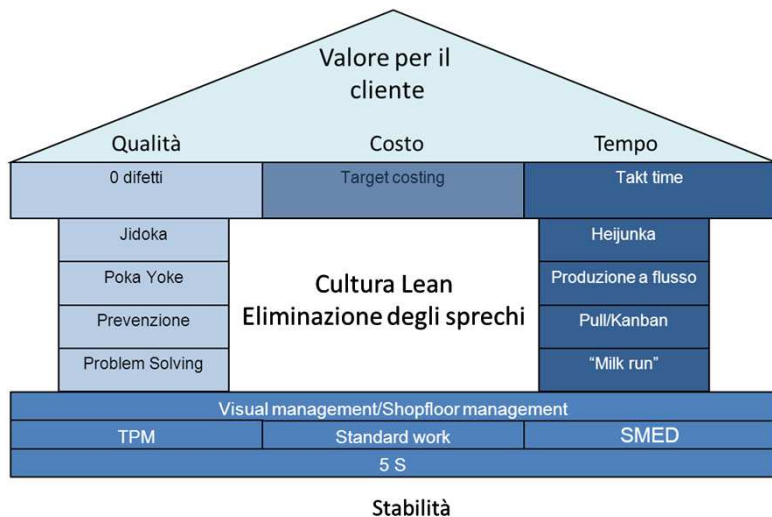 Valore per il
cliente
Qualità
Costo
Tempo
0 difetti
Target costing
Takt time
Jidoka
Heijunka
Poka Yoke
Produzione a flusso
Prevenzione
Pull/Kanban
Problem Solving
“Milk run”
Cultura Lean
Eliminazione degli sprechi
Visual management/Shopfloor management
TPM
Standard work
SMED
5 S
Stabilità